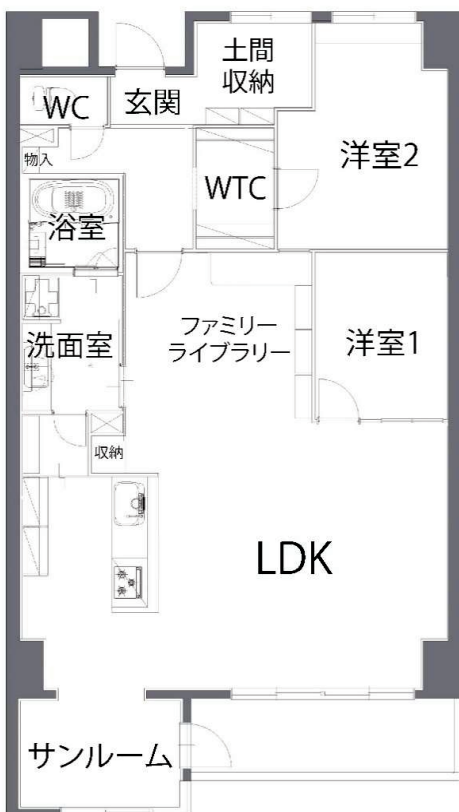 土間
収納
WC
玄関
物入
WTC
洋室2
浴室
ファミリー
ライブラリー
洋室1
洗面室
収納
LDK
サンルーム